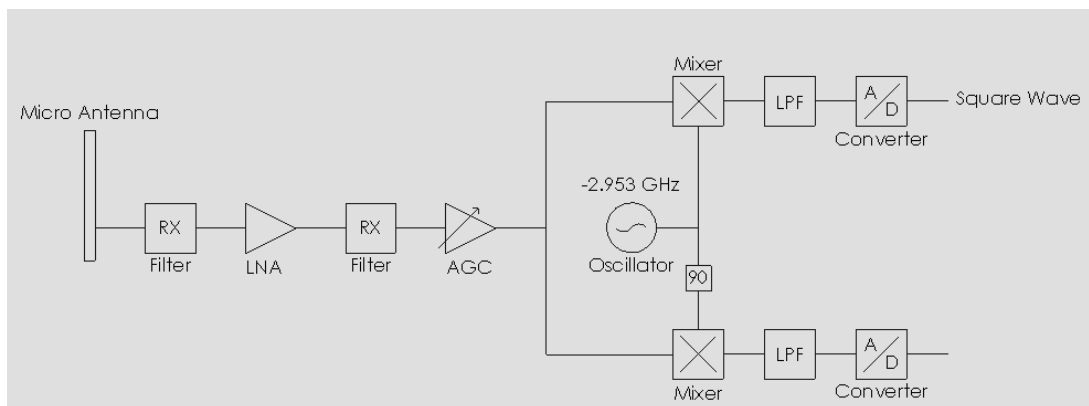 Mixer
LPF
A/D
Square Wave
Converter
Micro Antenna
-2.953 GHz
RX
RX
Filter
LNA
Filter
AGC
Oscillator
90
LPF
A/D
Mixer
Converter